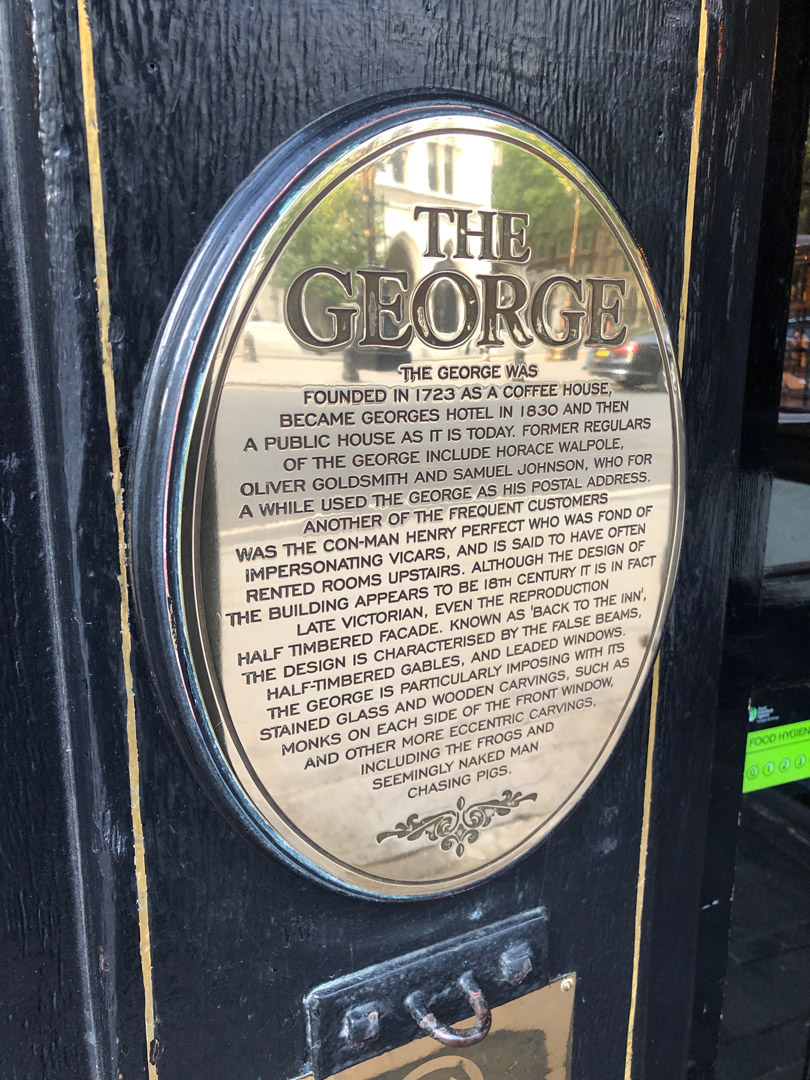 THE
GEORGE
THE GEORGE WAS
FOUNDED IN 1723 AS A COFFEE HOUSE,
BECAME GEORGES HOTEL IN 1830 AND THEN
A PUBLIC HOUSE AS IT IS TODAY. FORMER REGULARS
OF THE GEORGE INCLUDE HORACE WALPOLE,
OLIVER GOLDSMITH AND SAMUEL JOHNSON, WHO FOR
A WHILE USED THE GEORGE AS HIS POSTAL ADDRESS.
ANOTHER OF THE FREQUENT CUSTOMERS
WAS THE CON-MAN HENRY PERFECT WHO WAS FOND OF
IMPERSONATING VICARS, AND IS SAID TO HAVE OFTEN
RENTED ROOMS UPSTAIRS. ALTHOUGH THE DESIGN OF
THE BUILDING APPEARS TO BE 18TH CENTURY IT IS IN FACT
LATE VICTORIAN, EVEN THE REPRODUCTION
HALF TIMBERED FACADE. KNOWN AS 'BACK TO THE INN',
THE DESIGN IS CHARACTERISED BY THE FALSE BEAMS,
HALF-TIMBERED GABLES, AND LEADED WINDOWS.
THE GEORGE IS PARTICULARLY IMPOSING WITH ITS
STAINED GLASS AND WOODEN CARVINGS, SUCH AS
MONKS ON EACH SIDE OF THE FRONT WINDOW,
AND OTHER MORE ECCENTRIC CARVINGS,
INCLUDING THE FROGS AND
SEEMINGLY NAKED MAN
CHASING PIGS.
FOOD HYGIEN
0 1 2 3